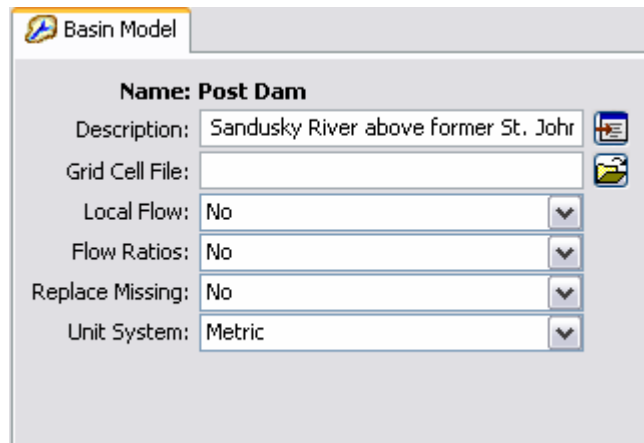 Basin Model
Name: Post Dam
Description: Sandusky River above former St. Johr
Grid Cell File:
Local Flow: No
Flow Ratios: No
Replace Missing: No
Unit System: Metric